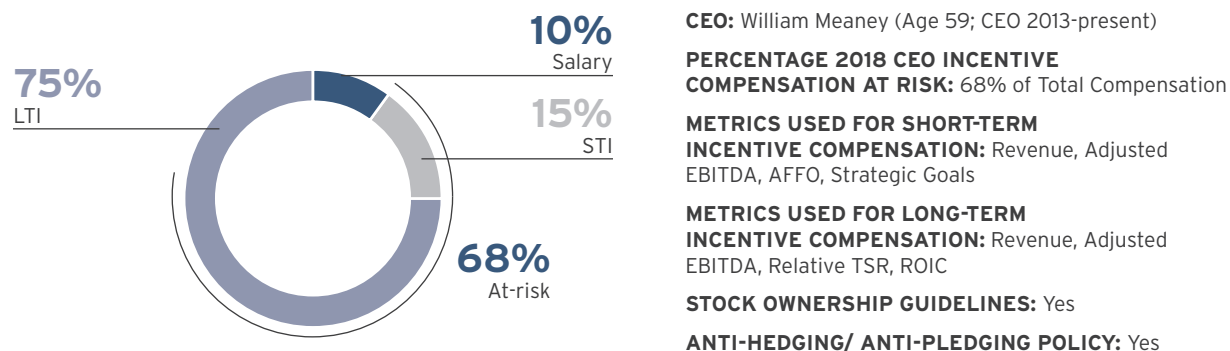 10%
Salary
75%
LTI
15%
STI
68%
At-risk
CEO: William Meaney (Age 59; CEO 2013-present)
PERCENTAGE 2018 CEO INCENTIVE
COMPENSATION AT RISK: 68% of Total Compensation
METRICS USED FOR SHORT-TERM
INCENTIVE COMPENSATION: Revenue, Adjusted
EBITDA, AFFO, Strategic Goals
METRICS USED FOR LONG-TERM
INCENTIVE COMPENSATION: Revenue, Adjusted
EBITDA, Relative TSR, ROIC
STOCK OWNERSHIP GUIDELINES: Yes
ANTI-HEDGING/ ANTI-PLEDGING POLICY: Yes